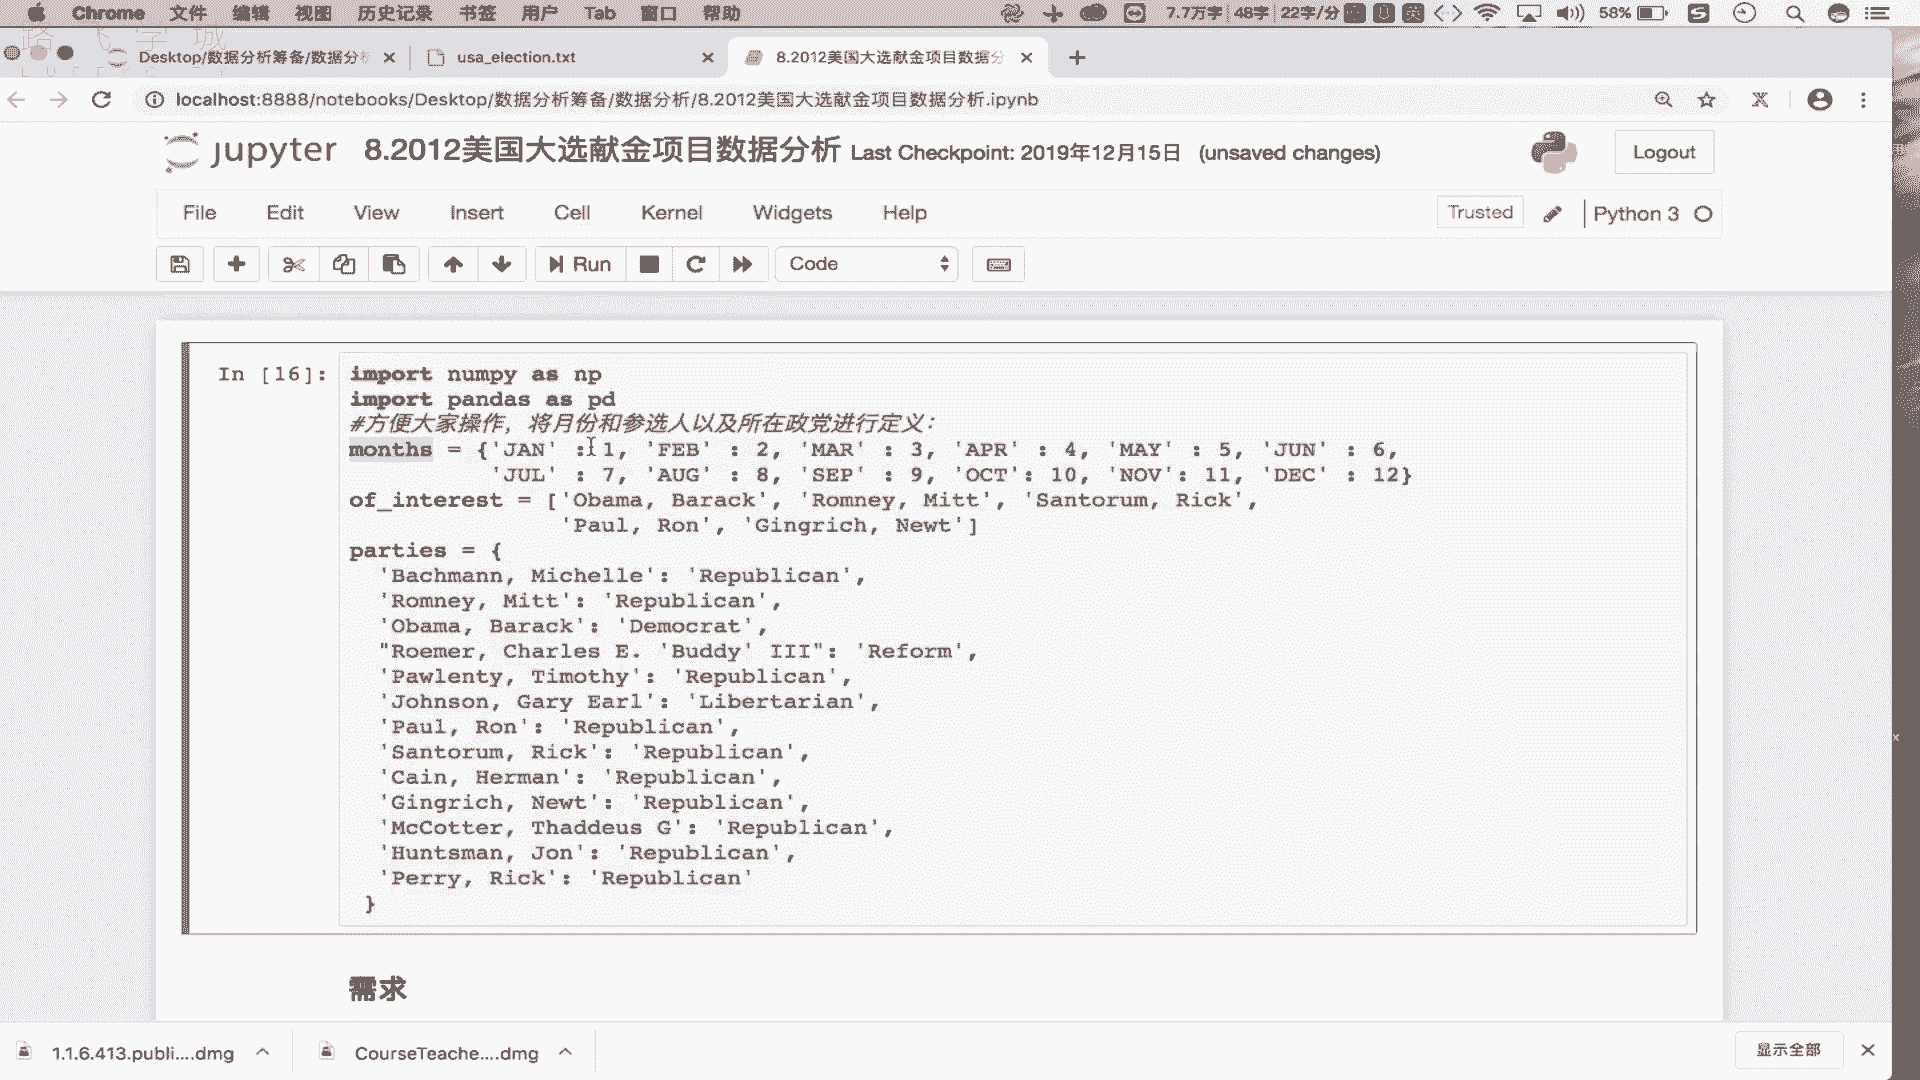 Chrome 文件 编辑 视图 历史记录 书签 用户 Tab 窗口 帮助 7.7万字 48字 22字/分 英 58%
Desktop/数据分析筹备/数据分析 usa_election.txt 8.2012美国大选献金项目数据分
localhost:8888/notebooks/Desktop/数据分析筹备/数据分析/8.2012美国大选献金项目数据分析.ipynb
jupyter 8.2012美国大选献金项目数据分析 Last Checkpoint: 2019年12月15日 (unsaved changes) Logout
File Edit View Insert Cell Kernel Widgets Help Trusted Python 3
Run Code
In [16]: import numpy as np
import pandas as pd
#方便大家操作，将月份和参选人以及所在政党进行定义：
months = {'JAN' : 1, 'FEB' : 2, 'MAR' : 3, 'APR' : 4, 'MAY' : 5, 'JUN' : 6,
'JUL' : 7, 'AUG' : 8, 'SEP' : 9, 'OCT': 10, 'NOV': 11, 'DEC' : 12}
of_interest = ['Obama, Barack', 'Romney, Mitt', 'Santorum, Rick',
'Paul, Ron', 'Gingrich, Newt']
parties = {
'Bachmann, Michelle': 'Republican',
'Romney, Mitt': 'Republican',
'Obama, Barack': 'Democrat',
"Roemer, Charles E. 'Buddy' III": 'Reform',
'Pawlenty, Timothy': 'Republican',
'Johnson, Gary Earl': 'Libertarian',
'Paul, Ron': 'Republican',
'Santorum, Rick': 'Republican',
'Cain, Herman': 'Republican',
'Gingrich, Newt': 'Republican',
'McCotter, Thaddeus G': 'Republican',
'Huntsman, Jon': 'Republican',
'Perry, Rick': 'Republican'
}
需求
1.1.6.413.publi....dmg CourseTeache....dmg 显示全部